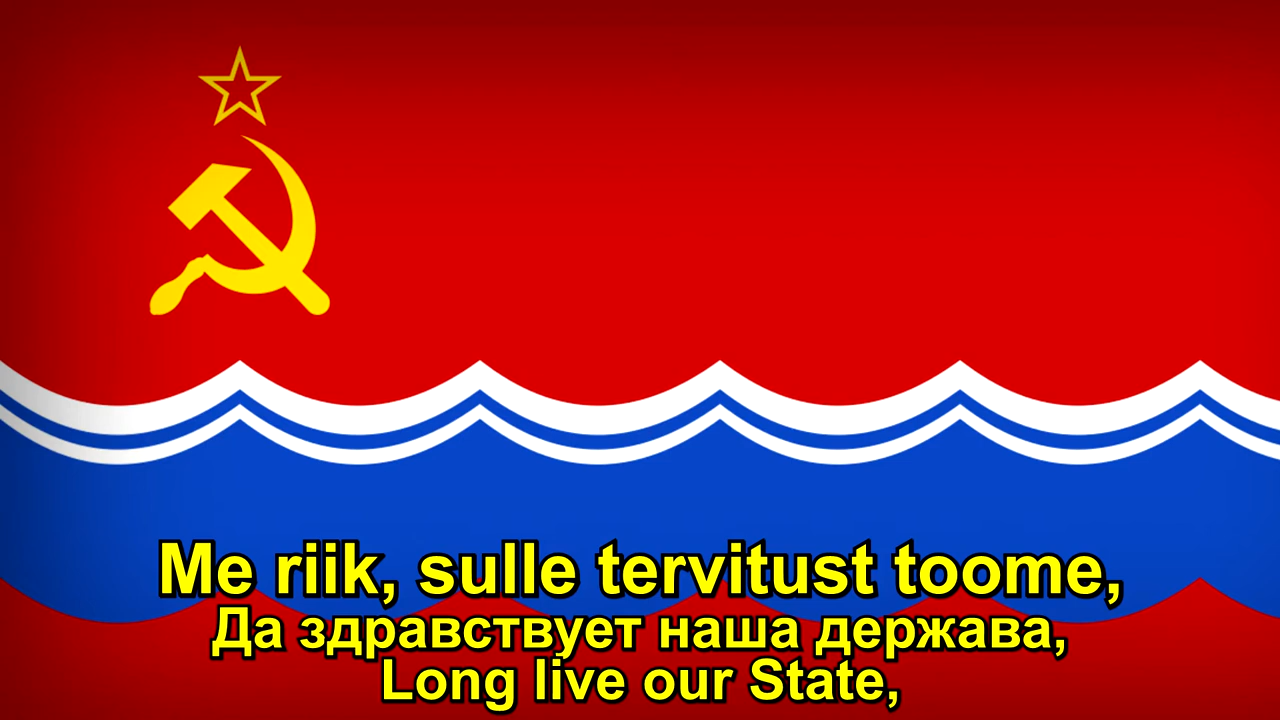 Me riik, sulle tervitust toome,
Да здравствует наша держава,
Long live our State,